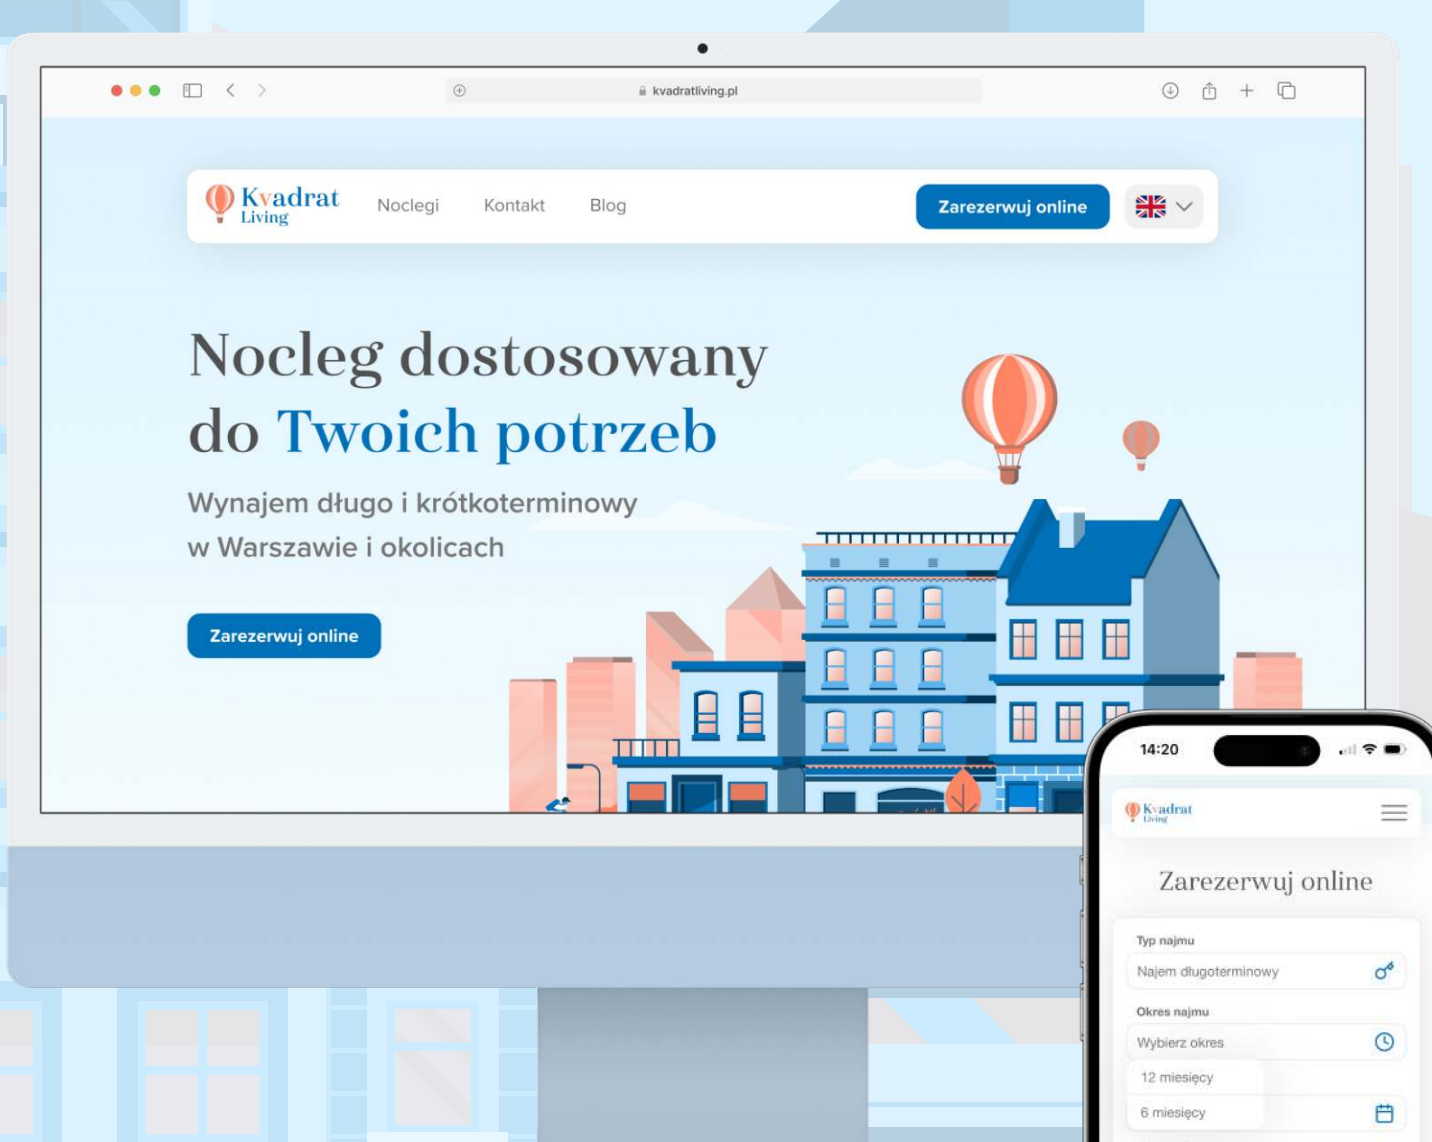 kvadratliving.pl
Kvadrat
Living
Noclegi
Kontakt
Blog
Zarezerwuj online
Nocleg dostosowany
do Twoich potrzeb
Wynajem długo i krótkoterminowy
w Warszawie i okolicach
Zarezerwuj online
14:20
Kvadrat
Living
Zarezerwuj online
Typ najmu
Najem długoterminowy
Okres najmu
Wybierz okres
12 miesięcy
6 miesięcy